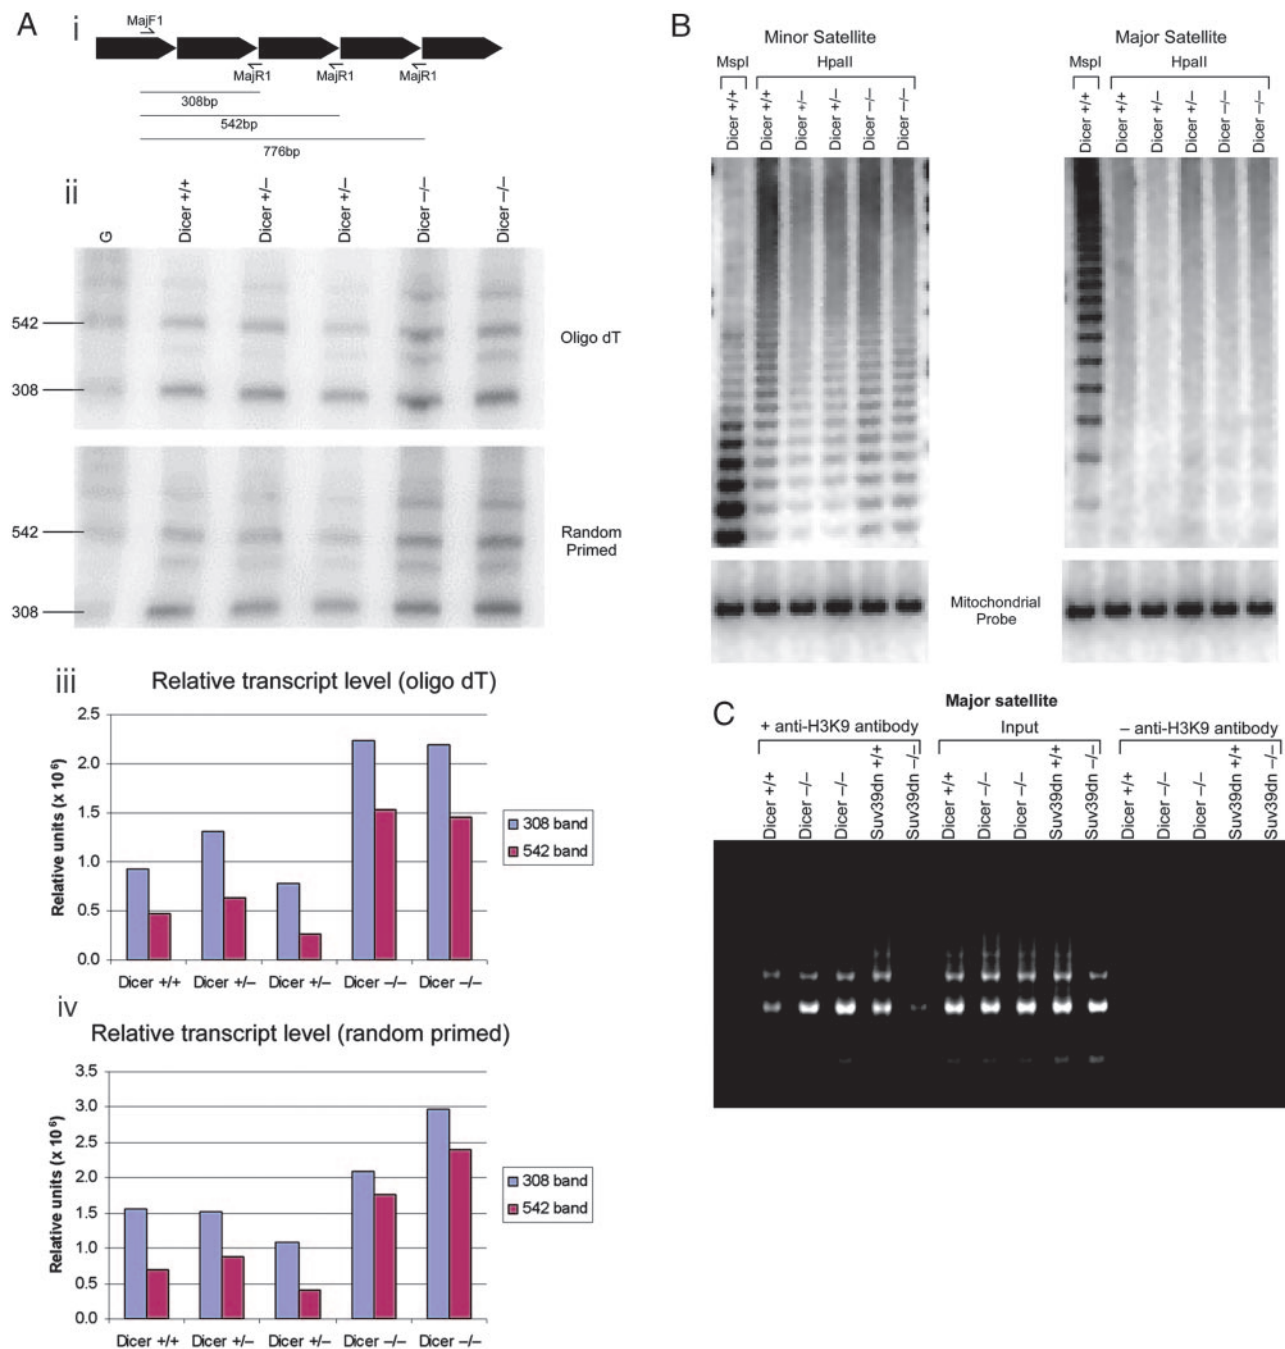 A
i
MajF1
MajR1 MajR1 MajR1
308bp
542bp
776bp
ii
G
Dicer +/+
Dicer +/–
Dicer +/–
Dicer –/–
Dicer –/–
542
308
Oligo dT
542
308
Random
Primed
iii
Relative transcript level (oligo dT)
Relative units (x 10⁶)
2.5
2.0
1.5
1.0
0.5
0.0
308 band
542 band
Dicer +/+ Dicer +/– Dicer +/– Dicer –/– Dicer –/–
iv
Relative transcript level (random primed)
Relative units (x 10⁶)
3.5
3.0
2.5
2.0
1.5
1.0
0.5
0.0
308 band
542 band
Dicer +/+ Dicer +/– Dicer +/– Dicer –/– Dicer –/–
B
Minor Satellite
MspI HpaII
Dicer +/+
Dicer +/+
Dicer +/–
Dicer +/–
Dicer –/–
Dicer –/–
Major Satellite
MspI HpaII
Dicer +/+
Dicer +/+
Dicer +/–
Dicer +/–
Dicer –/–
Dicer –/–
Mitochondrial
Probe
C
Major satellite
+ anti-H3K9 antibody Input – anti-H3K9 antibody
Dicer +/+
Dicer –/–
Dicer –/–
Suv39dn +/+
Suv39dn –/–
Dicer +/+
Dicer –/–
Dicer –/–
Suv39dn +/+
Suv39dn –/–
Dicer +/+
Dicer –/–
Dicer –/–
Suv39dn +/+
Suv39dn –/–